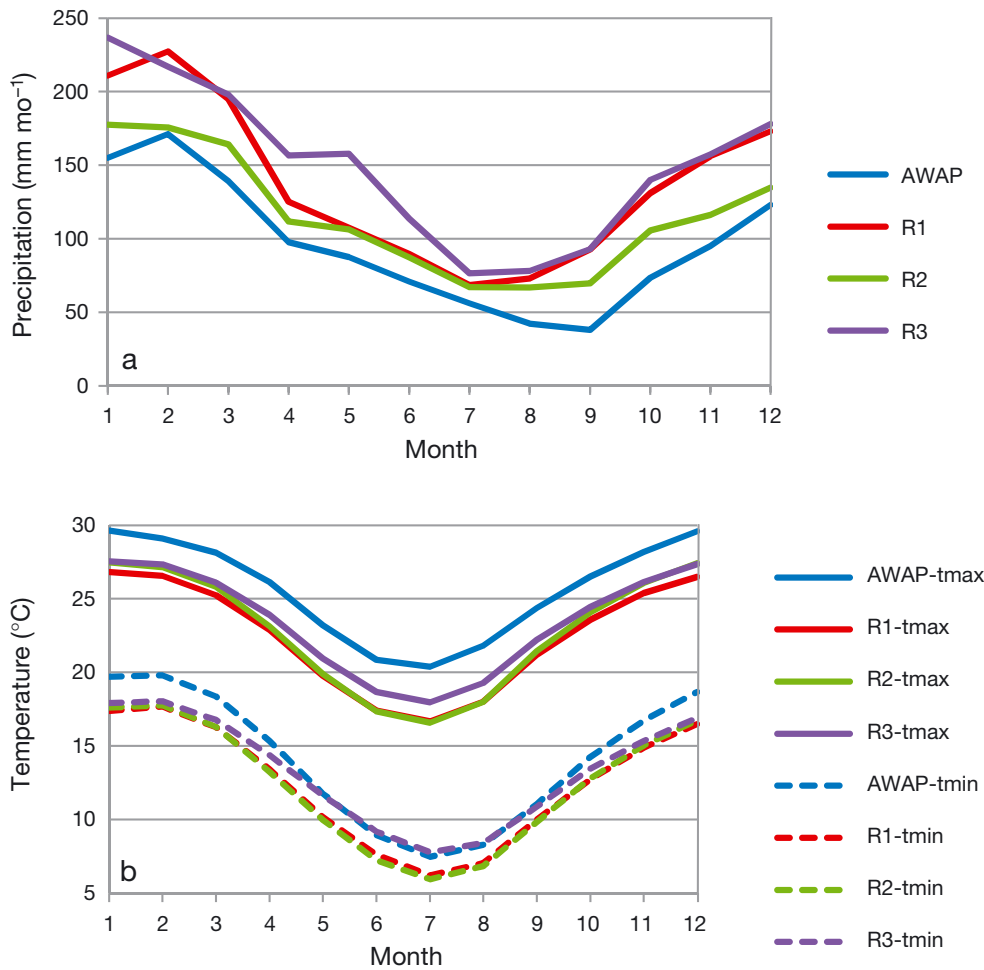 250
200
150
100
50
0
Precipitation (mm mo⁻¹)
a
1 2 3 4 5 6 7 8 9 10 11 12
Month
AWAP
R1
R2
R3
30
25
20
15
10
5
Temperature (°C)
b
1 2 3 4 5 6 7 8 9 10 11 12
Month
AWAP-tmax
R1-tmax
R2-tmax
R3-tmax
AWAP-tmin
R1-tmin
R2-tmin
R3-tmin